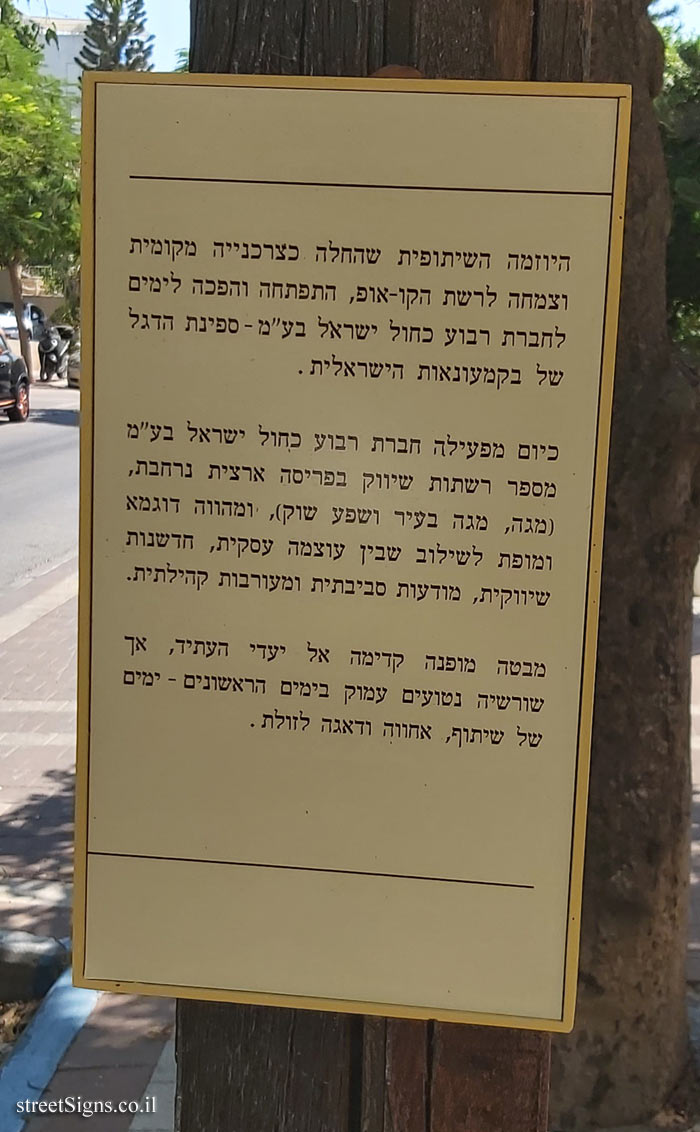 היוזמה השיתופית שהחלה כצרכנייה מקומית
וצמחה לרשת הקו-אופ, התפתחה והפכה לימים
לחברת רבוע כחול ישראל בע"מ - ספינת הדגל
של בקמעונאות הישראלית.
כיום מפעילה חברת רבוע כחול ישראל בע"מ
מספר רשתות שיווק בפריסה ארצית נרחבת,
(מגה, מגה בעיר ושפע שוק), ומהווה דוגמא
ומופת לשילוב שבין עוצמה עסקית, חדשנות
שיווקית, מודעות סביבתית ומעורבות קהילתית.
מבטה מופנה קדימה אל יעדי העתיד, אך
שורשיה נטועים עמוק בימים הראשונים - ימים
של שיתוף, אחווה ודאגה לזולת.
streetSigns.co.il